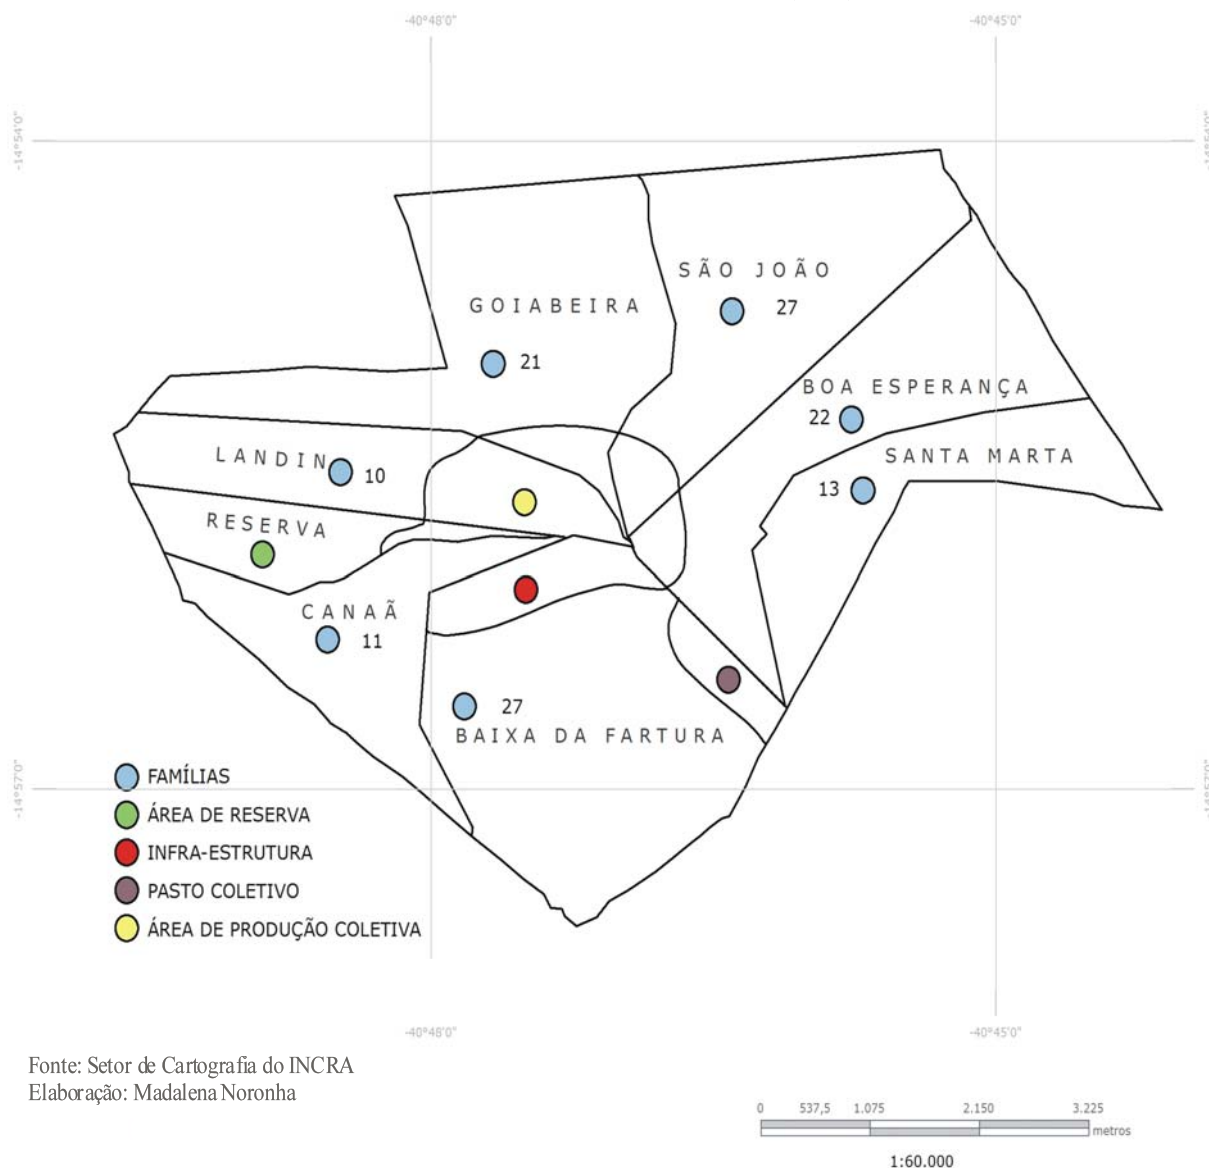 -40°48'0"
-40°45'0"
-14°54'0"
-14°54'0"
SÃO JOÃO
27
GOIABEIRA
21
BOA ESPERANÇA
22
SANTA MARTA
13
LANDIN
10
RESERVA
CANAÃ
11
27
BAIXA DA FARTURA
-14°57'0"
-14°57'0"
FAMÍLIAS
ÁREA DE RESERVA
INFRA-ESTRUTURA
PASTO COLETIVO
ÁREA DE PRODUÇÃO COLETIVA
-40°48'0"
-40°45'0"
Fonte: Setor de Cartografia do INCRA
Elaboração: Madalena Noronha
0 537,5 1.075 2.150 3.225
metros
1:60.000